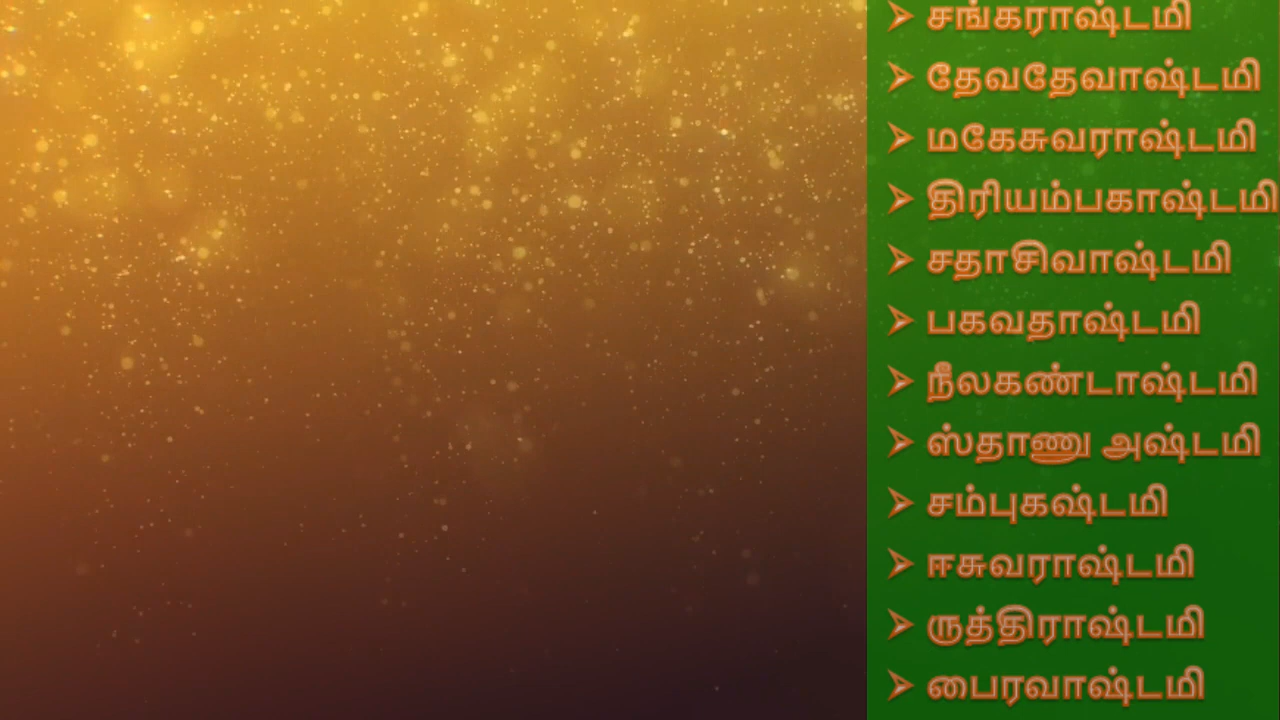 ➢ சங்கராஷ்டமி
➢ தேவதேவாஷ்டமி
➢ மகேசுவராஷ்டமி
➢ திரியம்பகாஷ்டமி
➢ சதாசிவாஷ்டமி
➢ பகவதாஷ்டமி
➢ நீலகண்டாஷ்டமி
➢ ஸ்தாணு அஷ்டமி
➢ சம்புகஷ்டமி
➢ ஈசுவராஷ்டமி
➢ ருத்திராஷ்டமி
➢ பைரவாஷ்டமி